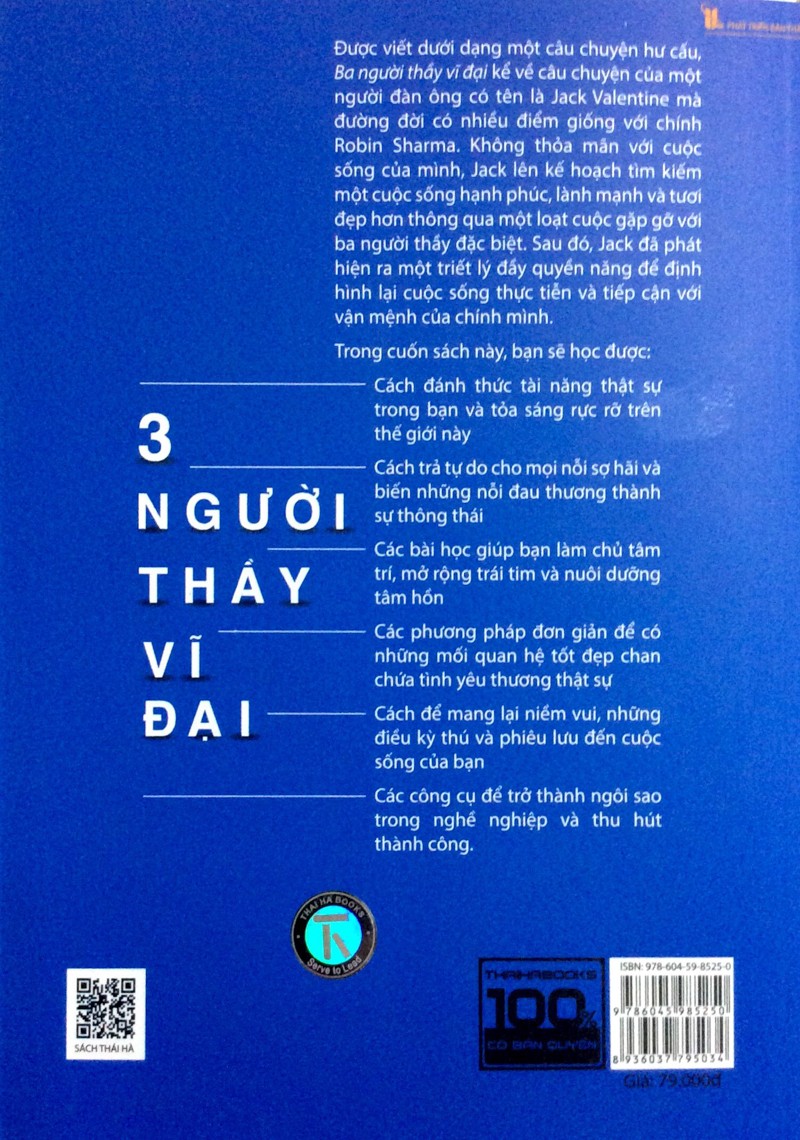 PHÁT TRIỂN BẢN THÂN
Được viết dưới dạng một câu chuyện hư cấu,
Ba người thầy vĩ đại kể về câu chuyện của một
người đàn ông có tên là Jack Valentine mà
đường đời có nhiều điểm giống với chính
Robin Sharma. Không thỏa mãn với cuộc
sống của mình, Jack lên kế hoạch tìm kiếm
một cuộc sống hạnh phúc, lành mạnh và tươi
đẹp hơn thông qua một loạt cuộc gặp gỡ với
ba người thầy đặc biệt. Sau đó, Jack đã phát
hiện ra một triết lý đầy quyền năng để định
hình lại cuộc sống thực tiễn và tiếp cận với
vận mệnh của chính mình.
Trong cuốn sách này, bạn sẽ học được:
3
NGƯỜI
THẦY
VĨ
ĐẠI
Cách đánh thức tài năng thật sự
trong bạn và tỏa sáng rực rỡ trên
thế giới này
Cách trả tự do cho mọi nỗi sợ hãi và
biến những nỗi đau thương thành
sự thông thái
Các bài học giúp bạn làm chủ tâm
trí, mở rộng trái tim và nuôi dưỡng
tâm hồn
Các phương pháp đơn giản để có
những mối quan hệ tốt đẹp chan
chứa tình yêu thương thật sự
Cách để mang lại niềm vui, những
điều kỳ thú và phiêu lưu đến cuộc
sống của bạn
Các công cụ để trở thành ngôi sao
trong nghề nghiệp và thu hút
thành công.
THAI HA BOOKS
Serve to Lead
SÁCH THÁI HÀ
THAIHABOOKS
100%
CÓ BẢN QUYỀN
ISBN: 978-604-59-8525-0
9 786045 985250
8 936037 795034
Giá: 79.000đ